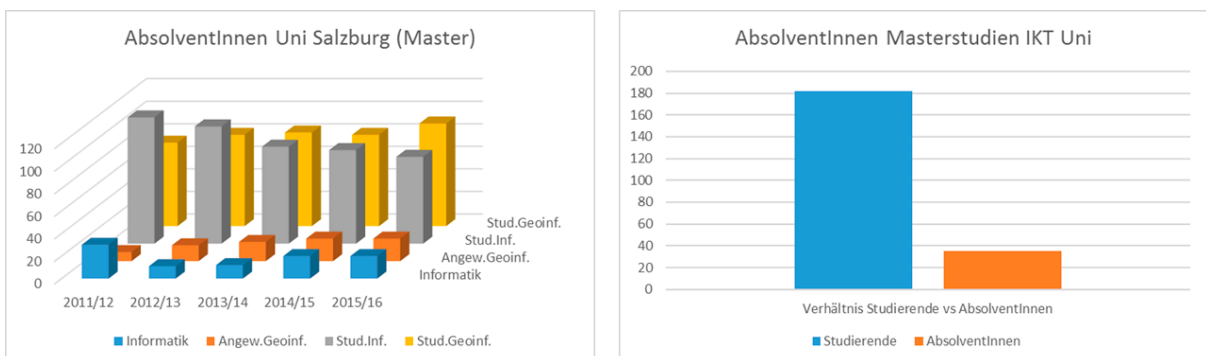 AbsolventInnen Uni Salzburg (Master)
120
100
80
60
40
20
0
Stud.Geoinf.
Stud.Inf.
Angew.Geoinf.
Informatik
2011/12 2012/13 2013/14 2014/15 2015/16
Informatik Angew.Geoinf. Stud.Inf. Stud.Geoinf.
AbsolventInnen Masterstudien IKT Uni
200
180
160
140
120
100
80
60
40
20
0
Verhältnis Studierende vs AbsolventInnen
Studierende AbsolventInnen